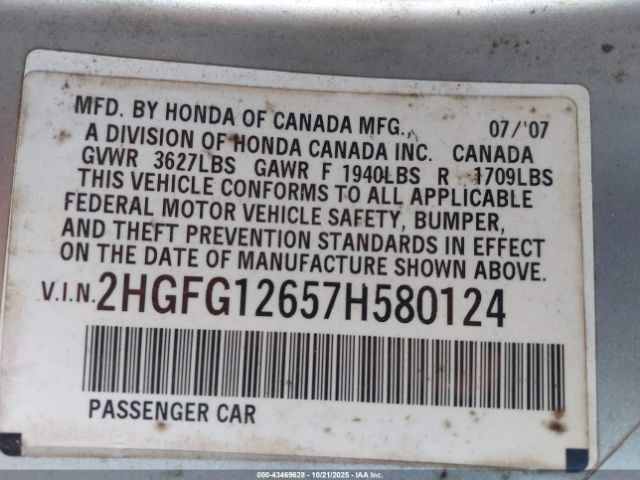 MFD. BY HONDA OF CANADA MFG., 07/'07
A DIVISION OF HONDA CANADA INC. CANADA
GVWR 3627LBS GAWR F 1940LBS R 1709LBS
THIS VEHICLE CONFORMS TO ALL APPLICABLE
FEDERAL MOTOR VEHICLE SAFETY, BUMPER,
AND THEFT PREVENTION STANDARDS IN EFFECT
ON THE DATE OF MANUFACTURE SHOWN ABOVE.
V.I.N. 2HGFG12657H580124
PASSENGER CAR
000-43469628 - 10/21/2025 - IAA Inc.